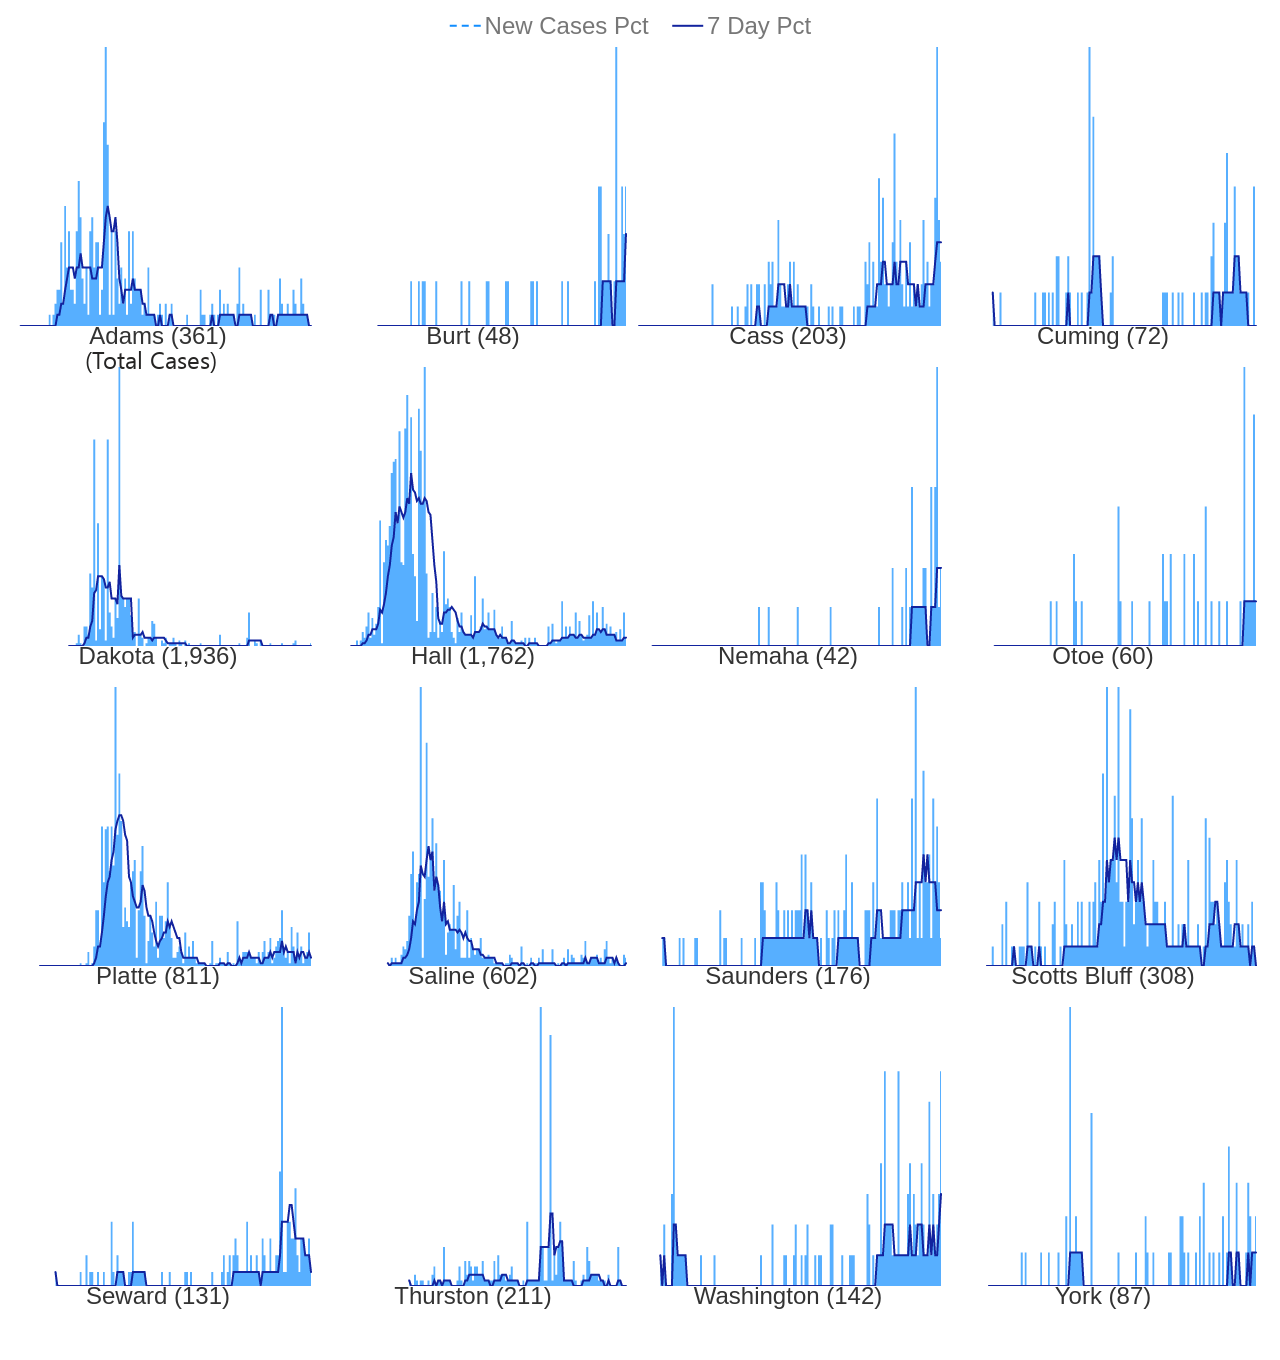 New Cases Pct 7 Day Pct
Adams (361) Burt (48) Cass (203) Cuming (72)
(Total Cases)
Dakota (1,936) Hall (1,762) Nemaha (42) Otoe (60)
Platte (811) Saline (602) Saunders (176) Scotts Bluff (308)
Seward (131) Thurston (211) Washington (142) York (87)